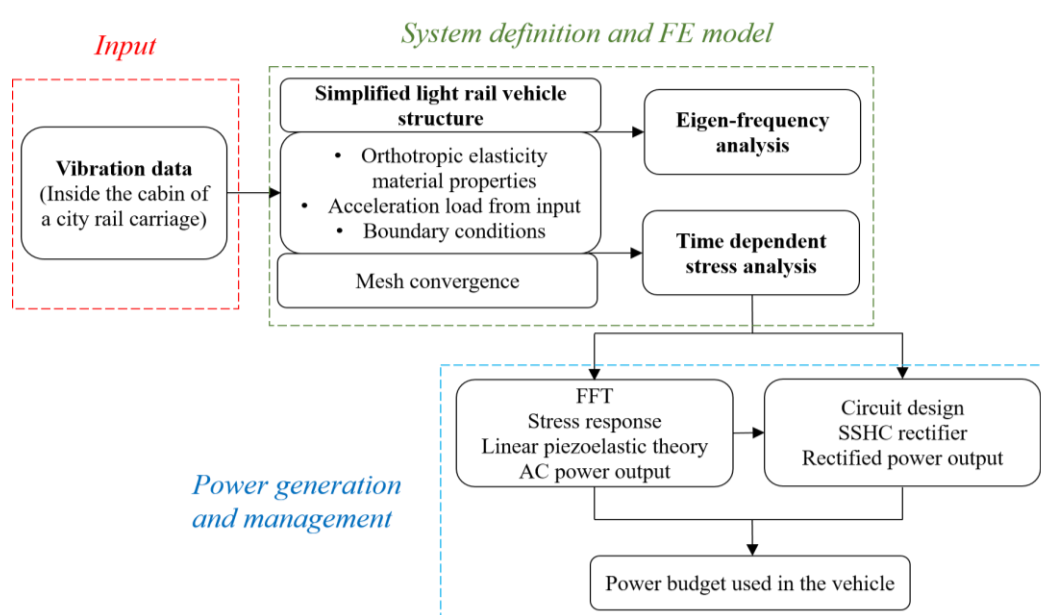 Input
System definition and FE model
Vibration data
(Inside the cabin of
a city rail carriage)
Simplified light rail vehicle
structure
• Orthotropic elasticity
material properties
• Acceleration load from input
• Boundary conditions
Mesh convergence
Eigen-frequency
analysis
Time dependent
stress analysis
Power generation
and management
FFT
Stress response
Linear piezoelastic theory
AC power output
Circuit design
SSHC rectifier
Rectified power output
Power budget used in the vehicle